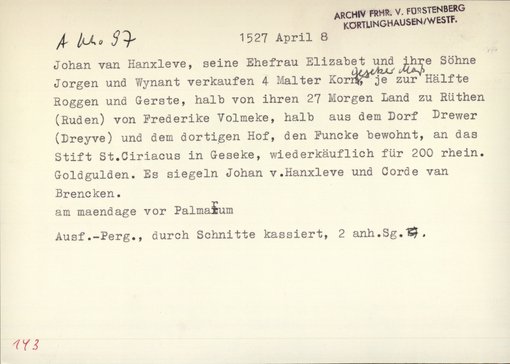 ARCHIV FRHR. V. FÜRSTENBERG
KÖRTLINGHAUSEN/WESTF.
A Uko 97
1527 April 8
Johan van Hanxleve, seine Ehefrau Elizabet und ihre Söhne
Jorgen und Wynant verkaufen 4 Malter Korn, geseker Maß je zur Hälfte
Roggen und Gerste, halb von ihren 27 Morgen Land zu Rüthen
(Ruden) von Frederike Volmeke, halb aus dem Dorf Drewer
(Dreyve) und dem dortigen Hof, den Funcke bewohnt, an das
Stift St.Ciriacus in Geseke, wiederkäuflich für 200 rhein.
Goldgulden. Es siegeln Johan v.Hanxleve und Corde van
Brencken.
am maendage vor Palmarum
Ausf.-Perg., durch Schnitte kassiert, 2 anh.Sg.
143